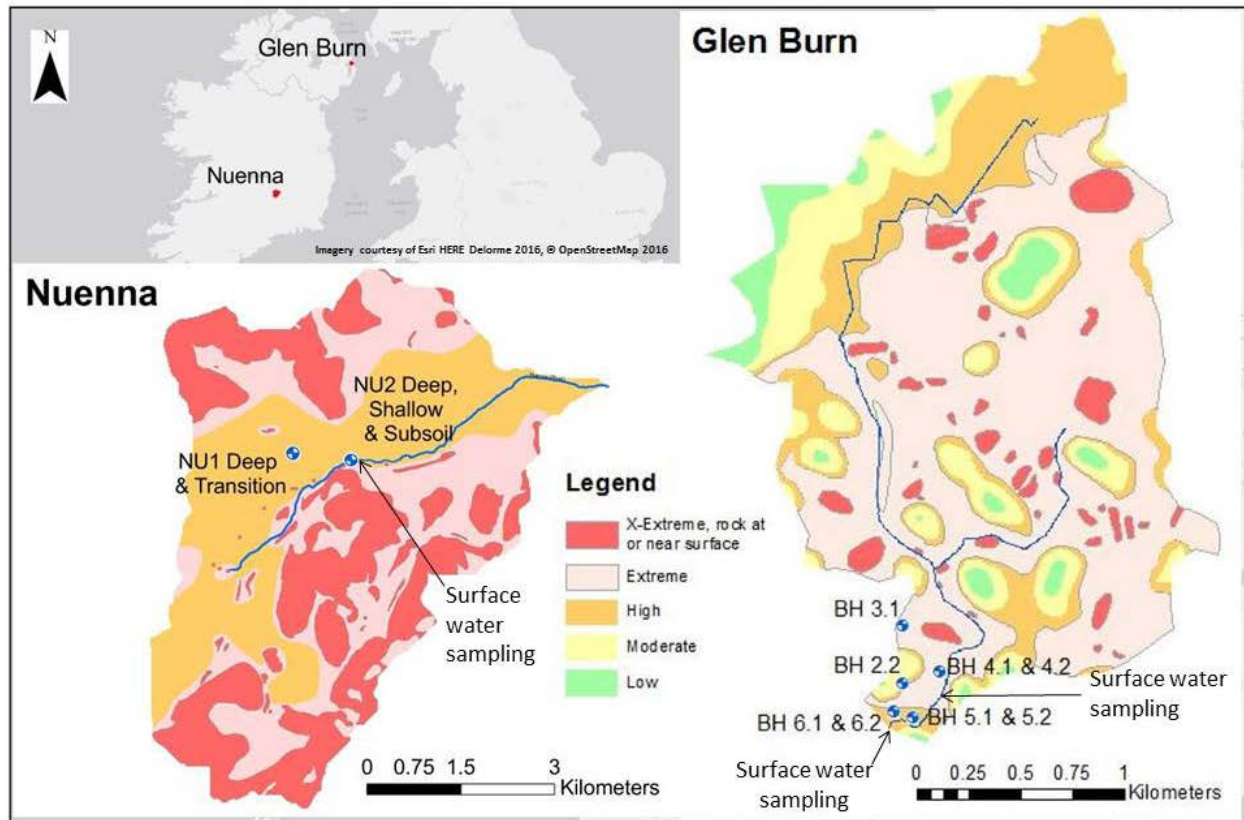 N
Glen Burn
Nuenna
Imagery courtesy of Esri HERE Delorme 2016, © OpenStreetMap 2016
Nuenna
NU1 Deep
& Transition
NU2 Deep,
Shallow
& Subsoil
Surface
water
sampling
0 0.75 1.5 3
Kilometers
Legend
X-Extreme, rock at
or near surface
Extreme
High
Moderate
Low
Glen Burn
BH 3.1
BH 2.2
BH 4.1 & 4.2
Surface water
sampling
BH 6.1 & 6.2
BH 5.1 & 5.2
Surface water
sampling
0 0.25 0.5 0.75 1
Kilometers